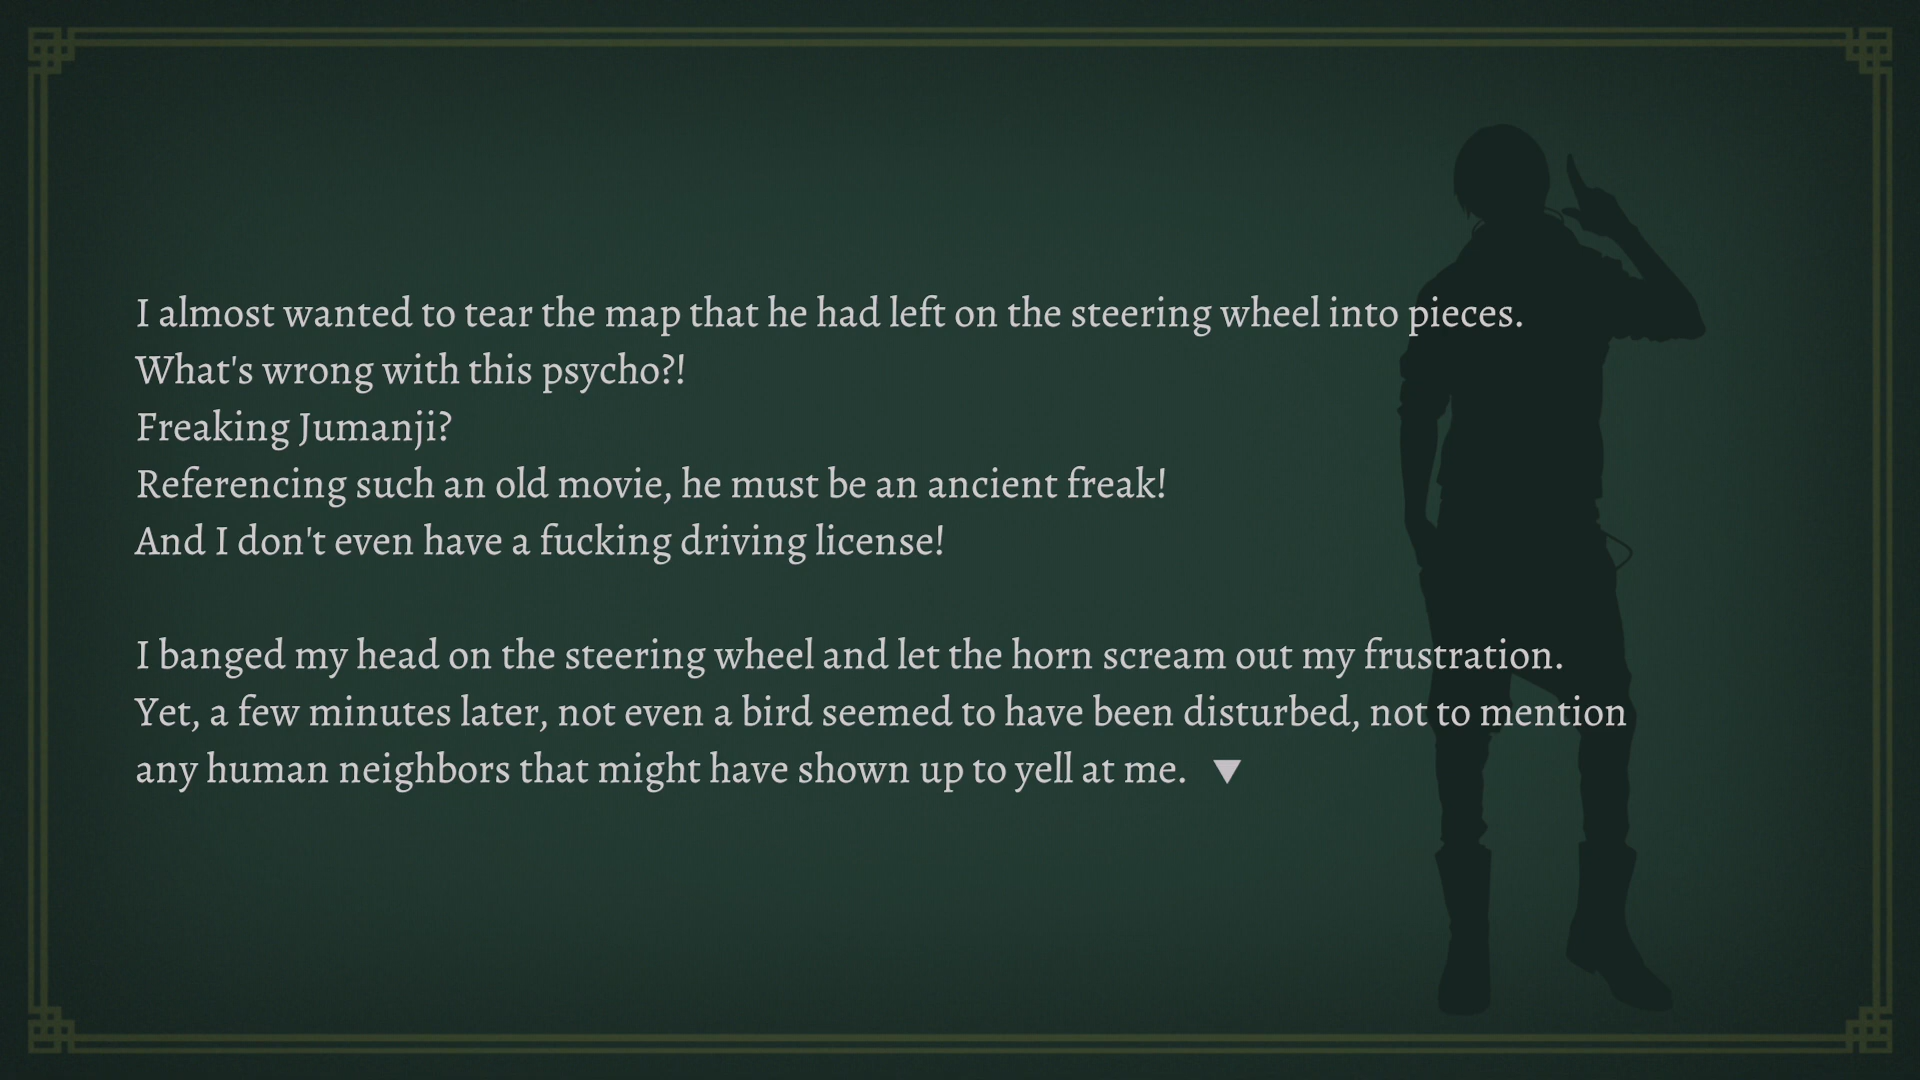 I almost wanted to tear the map that he had left on the steering wheel into pieces.
What's wrong with this psycho?!
Freaking Jumanji?
Referencing such an old movie, he must be an ancient freak!
And I don't even have a fucking driving license!
I banged my head on the steering wheel and let the horn scream out my frustration.
Yet, a few minutes later, not even a bird seemed to have been disturbed, not to mention
any human neighbors that might have shown up to yell at me.